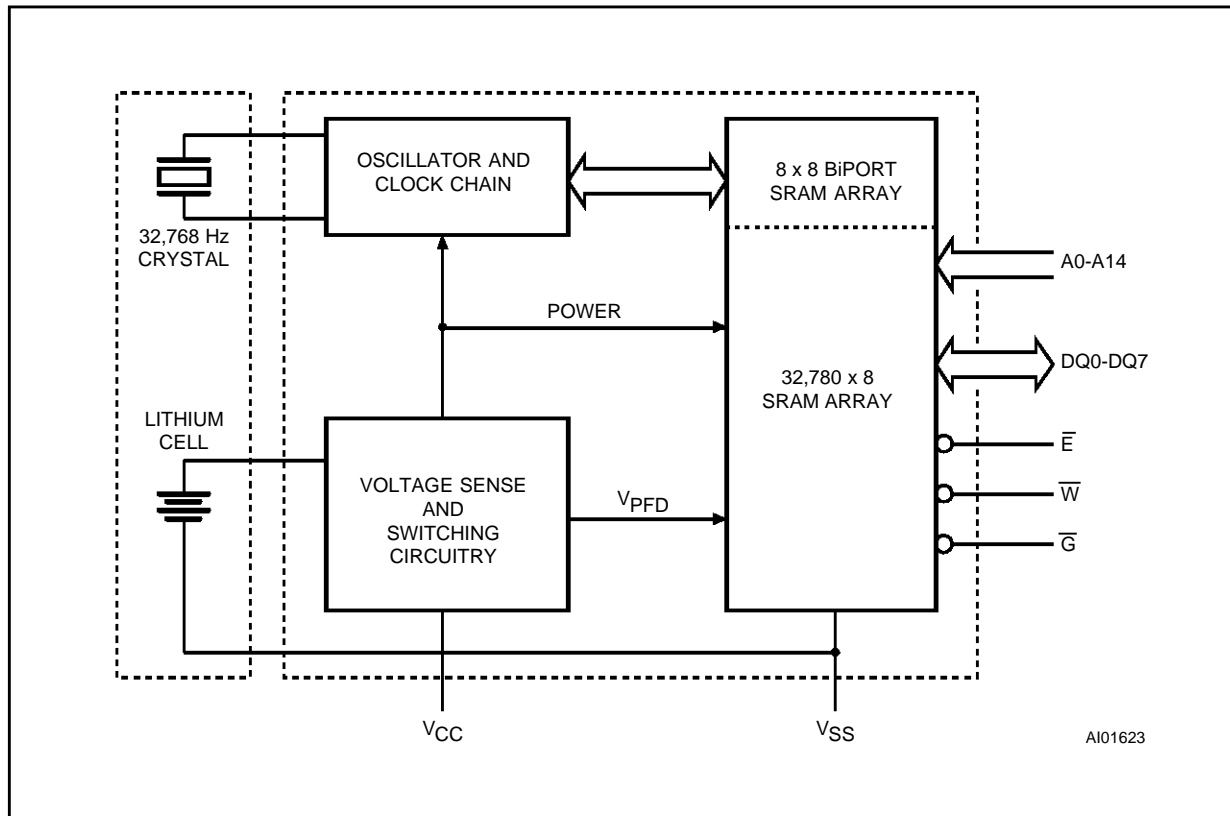 OSCILLATOR AND
CLOCK CHAIN
8 x 8 BiPORT
SRAM ARRAY
32,768 Hz
CRYSTAL
A0-A14
POWER
DQ0-DQ7
32,780 x 8
SRAM ARRAY
LITHIUM
CELL
E̅
VOLTAGE SENSE
AND
SWITCHING
CIRCUITRY
VPFD
W̅
G̅
VCC
VSS
AI01623